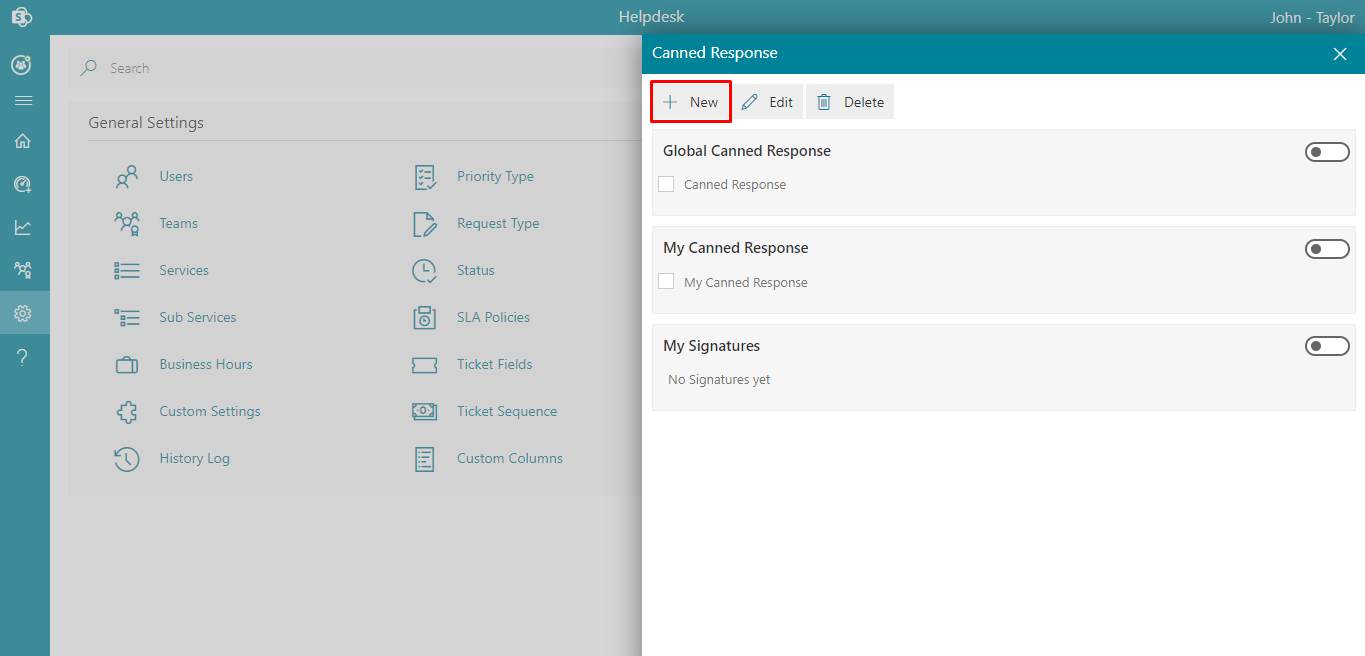 Helpdesk
John - Taylor
Search
General Settings
Users
Priority Type
Teams
Request Type
Services
Status
Sub Services
SLA Policies
Business Hours
Ticket Fields
Custom Settings
Ticket Sequence
History Log
Custom Columns
Canned Response
New
Edit
Delete
Global Canned Response
Canned Response
My Canned Response
My Canned Response
My Signatures
No Signatures yet